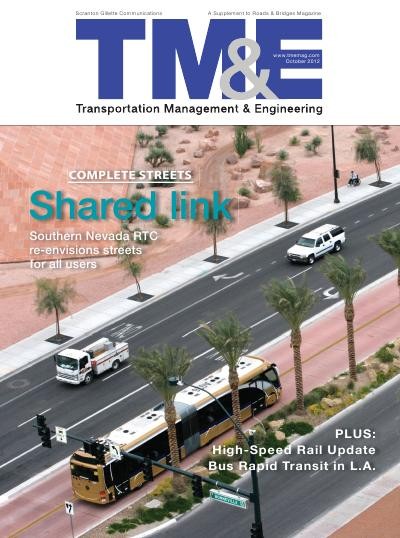 Scranton Gillette Communications
A Supplement to Roads & Bridges Magazine
TM&E
www.tmemag.com
October 2012
Transportation Management & Engineering
COMPLETE STREETS
Shared link
Southern Nevada RTC
re-envisions streets
for all users
PLUS:
High-Speed Rail Update
Bus Rapid Transit in L.A.